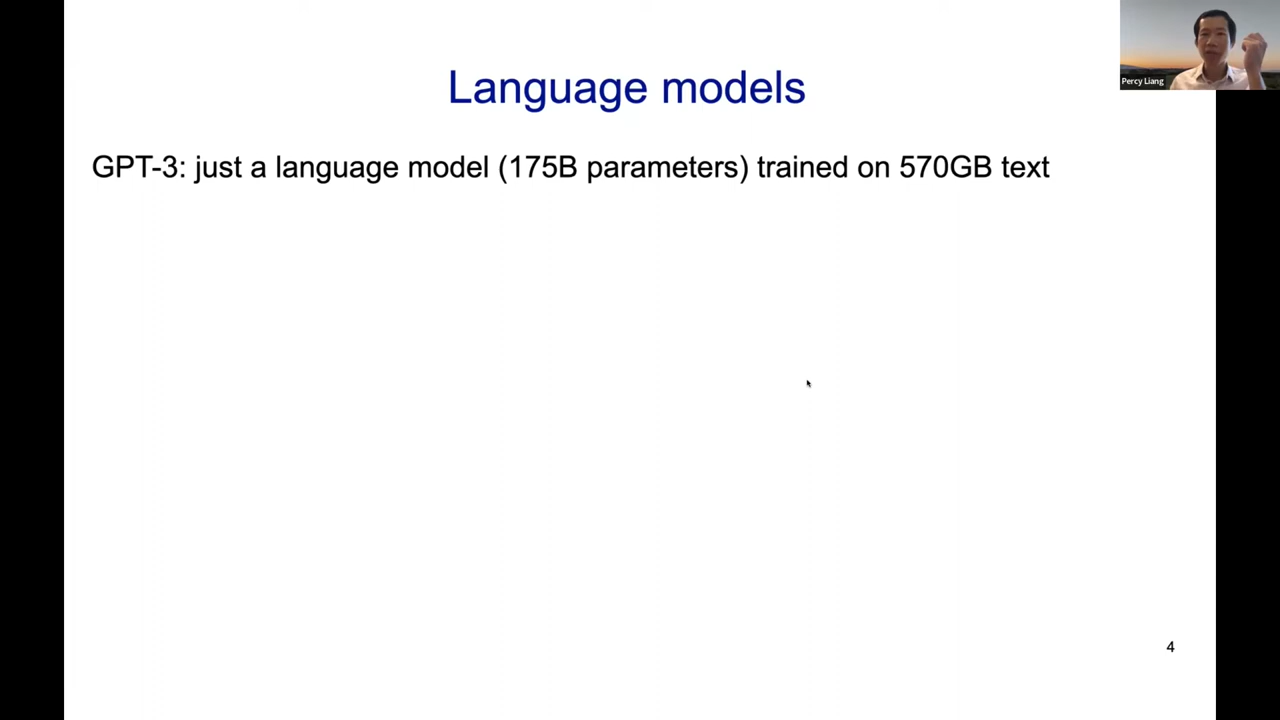 Language models
Percy Liang
GPT-3: just a language model (175B parameters) trained on 570GB text
4